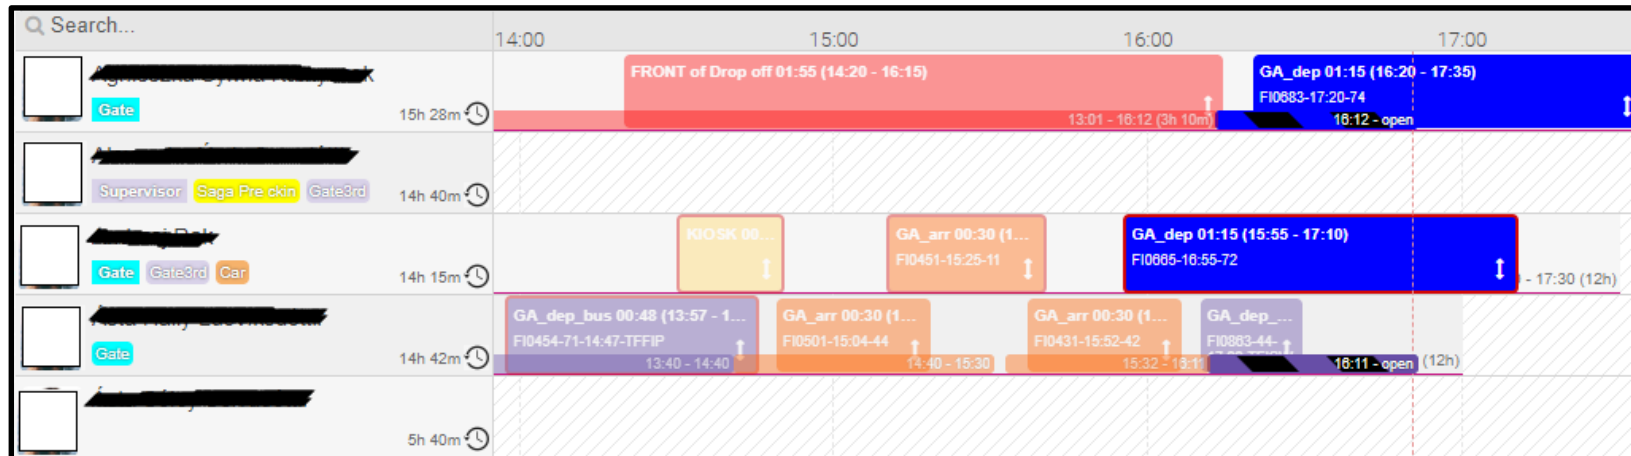 Search...
14:00 15:00 16:00 17:00
FRONT of Drop off 01:55 (14:20 - 16:15)
GA_dep 01:15 (16:20 - 17:35)
FI0683-17:20-74
Gate
15h 28m
13:01 - 16:12 (3h 10m)
16:12 - open
Supervisor Saga Pre ckin Gate3rd
14h 40m
KIOSK 00...
GA_arr 00:30 (1...
FI0451-15:25-11
GA_dep 01:15 (15:55 - 17:10)
FI0665-16:55-72
Gate Gate3rd Car
14h 15m
- 17:30 (12h)
GA_dep_bus 00:48 (13:57 - 1...
FI0454-71-14:47-TFFIP
GA_arr 00:30 (1...
FI0501-15:04-44
GA_arr 00:30 (1...
FI0431-15:52-42
GA_dep_...
FI0863-44-
Gate
14h 42m
13:40 - 14:40
14:40 - 15:30
15:32 - 16:11
16:11 - open
(12h)
5h 40m